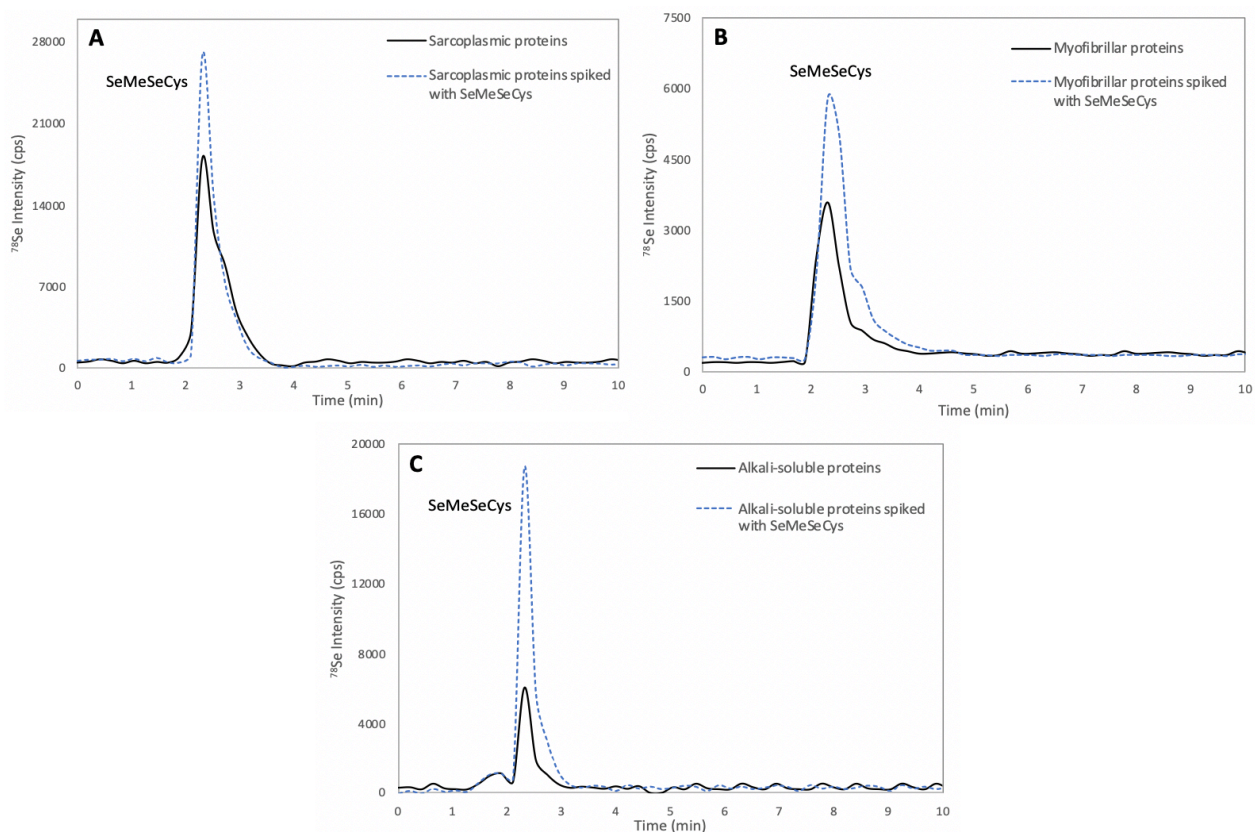 A
SeMeSeCys
Sarcoplasmic proteins
Sarcoplasmic proteins spiked
with SeMeSeCys
28000
21000
14000
7000
0
78Se Intensity (cps)
0 1 2 3 4 5 6 7 8 9 10
Time (min)
B
SeMeSeCys
Myofibrillar proteins
Myofibrillar proteins spiked
with SeMeSeCys
7500
6000
4500
3000
1500
0
78Se Intensity (cps)
0 1 2 3 4 5 6 7 8 9 10
Time (min)
C
SeMeSeCys
Alkali-soluble proteins
Alkali-soluble proteins spiked
with SeMeSeCys
20000
16000
12000
8000
4000
0
78Se Intensity (cps)
0 1 2 3 4 5 6 7 8 9 10
Time (min)